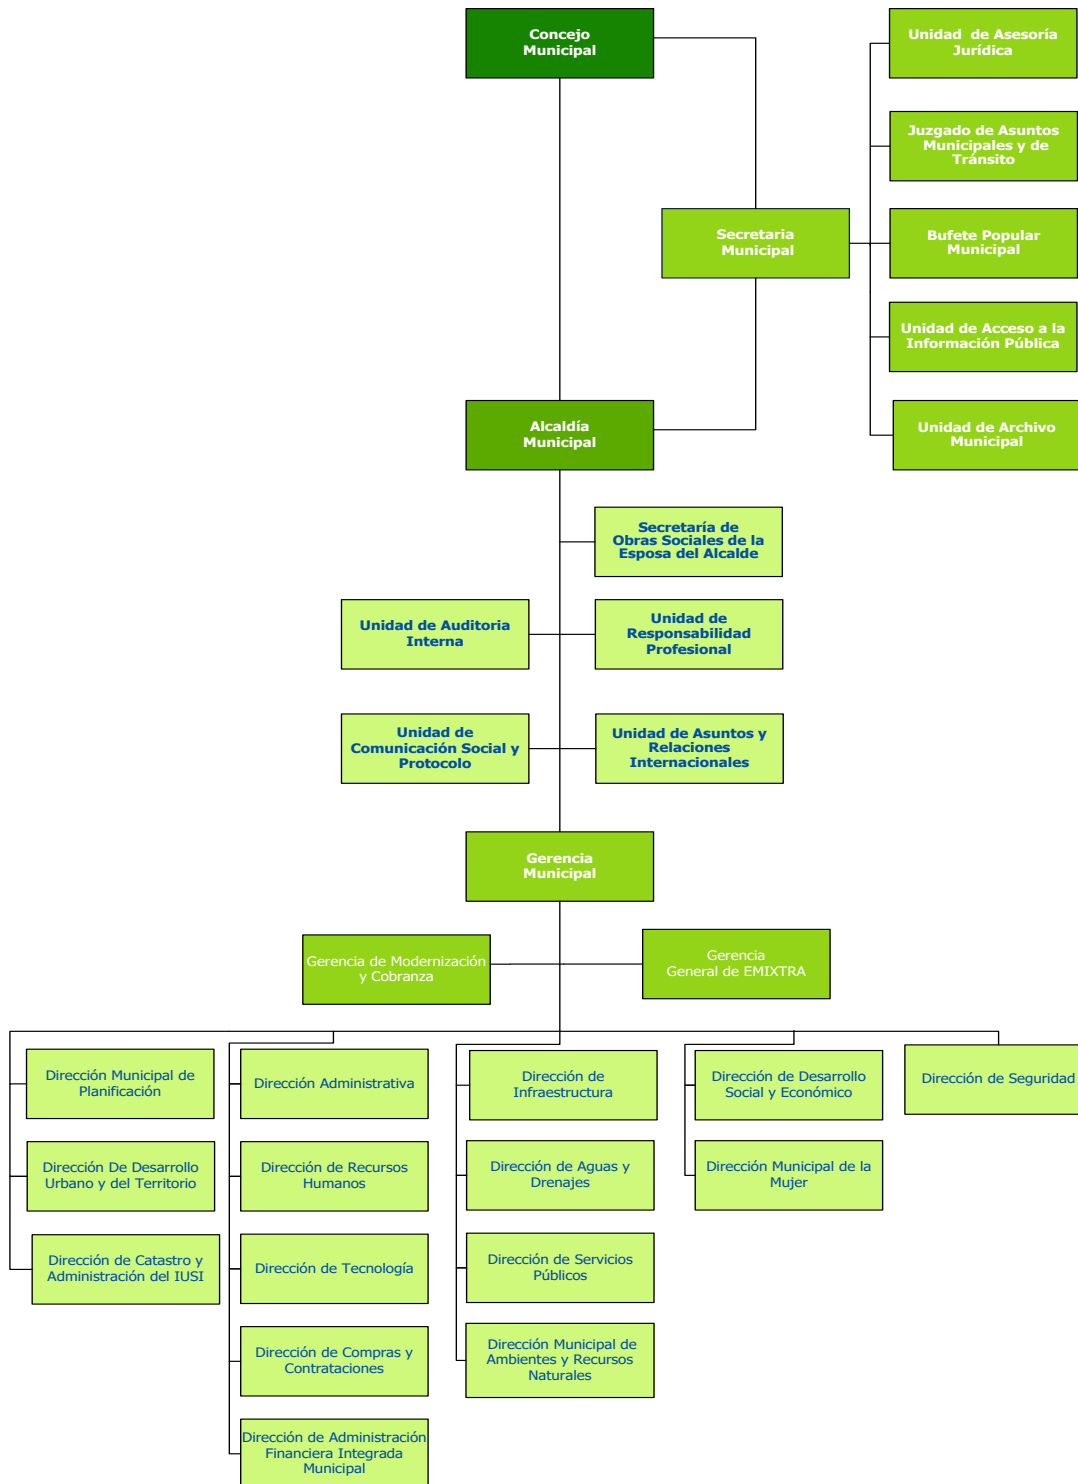 Concejo
Municipal
Unidad de Asesoría
Jurídica
Juzgado de Asuntos
Municipales y de
Tránsito
Secretaria
Municipal
Bufete Popular
Municipal
Unidad de Acceso a la
Información Pública
Alcaldía
Municipal
Unidad de Archivo
Municipal
Secretaría de
Obras Sociales de la
Esposa del Alcalde
Unidad de Auditoria
Interna
Unidad de
Responsabilidad
Profesional
Unidad de
Comunicación Social y
Protocolo
Unidad de Asuntos y
Relaciones
Internacionales
Gerencia
Municipal
Gerencia de Modernización
y Cobranza
Gerencia
General de EMIXTRA
Dirección Municipal de
Planificación
Dirección De Desarrollo
Urbano y del Territorio
Dirección de Catastro y
Administración del IUSI
Dirección Administrativa
Dirección de Recursos
Humanos
Dirección de Tecnología
Dirección de Compras y
Contrataciones
Dirección de Administración
Financiera Integrada
Municipal
Dirección de
Infraestructura
Dirección de Aguas y
Drenajes
Dirección de Servicios
Públicos
Dirección Municipal de
Ambientes y Recursos
Naturales
Dirección de Desarrollo
Social y Económico
Dirección Municipal de la
Mujer
Dirección de Seguridad